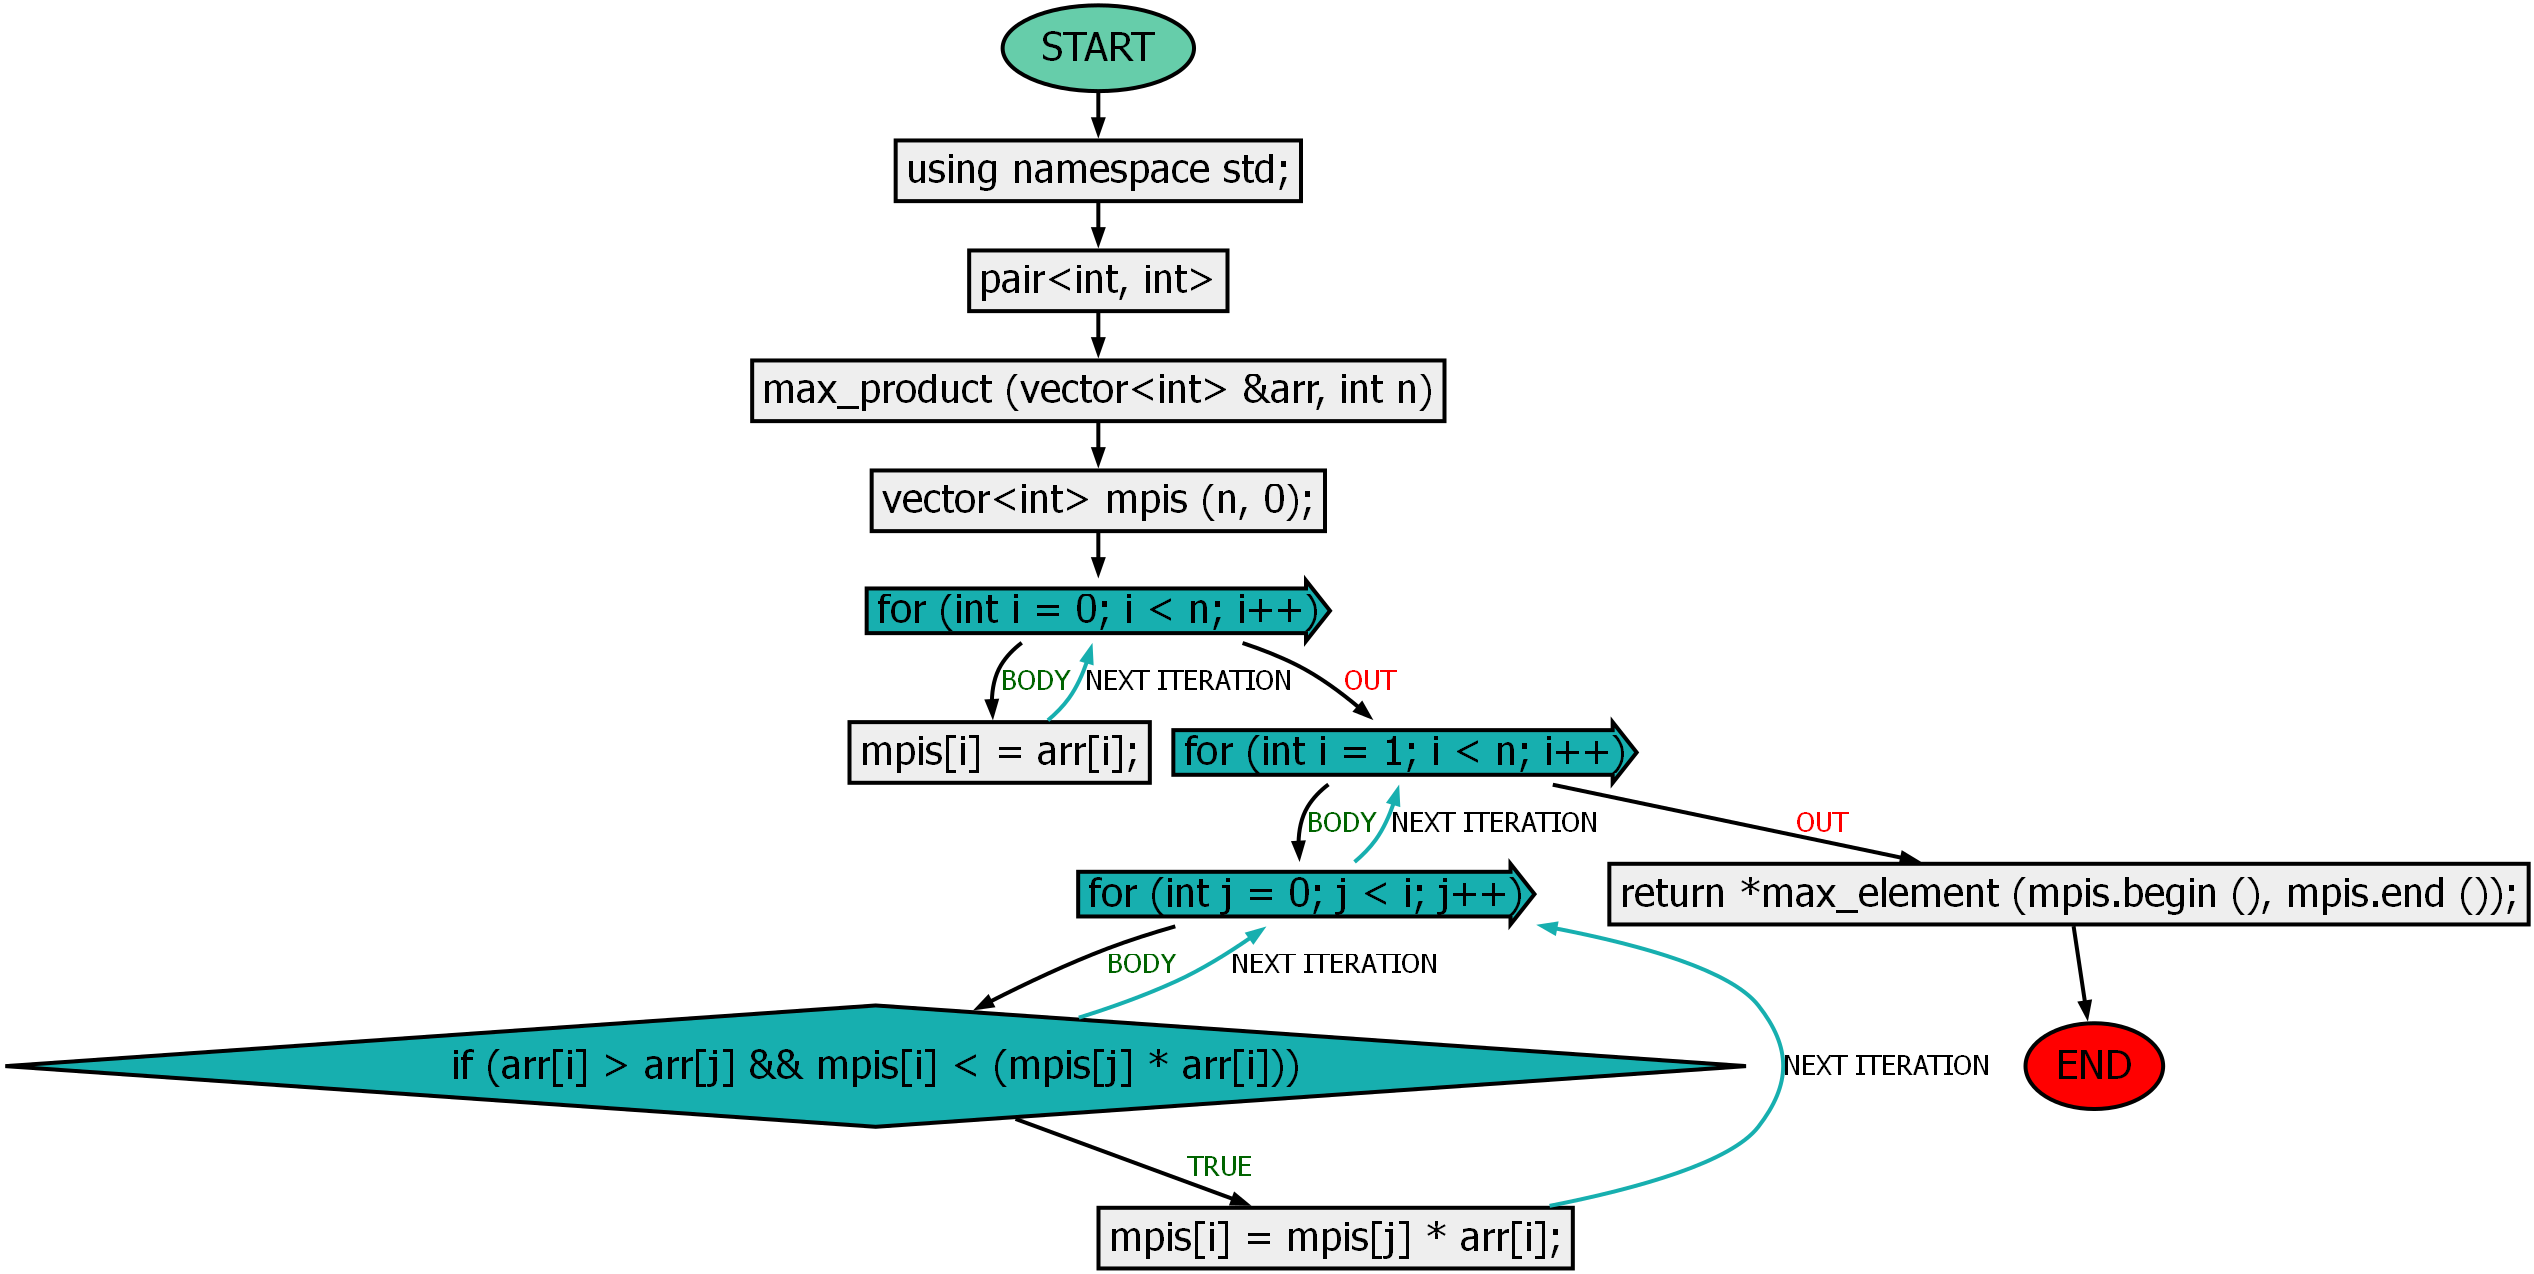 START
using namespace std;
pair<int, int>
max_product (vector<int> &arr, int n)
vector<int> mpis (n, 0);
for (int i = 0; i < n; i++)
BODY
NEXT ITERATION
OUT
mpis[i] = arr[i];
for (int i = 1; i < n; i++)
BODY
NEXT ITERATION
OUT
for (int j = 0; j < i; j++)
return *max_element (mpis.begin (), mpis.end ());
BODY
NEXT ITERATION
if (arr[i] > arr[j] && mpis[i] < (mpis[j] * arr[i]))
NEXT ITERATION
END
TRUE
mpis[i] = mpis[j] * arr[i];